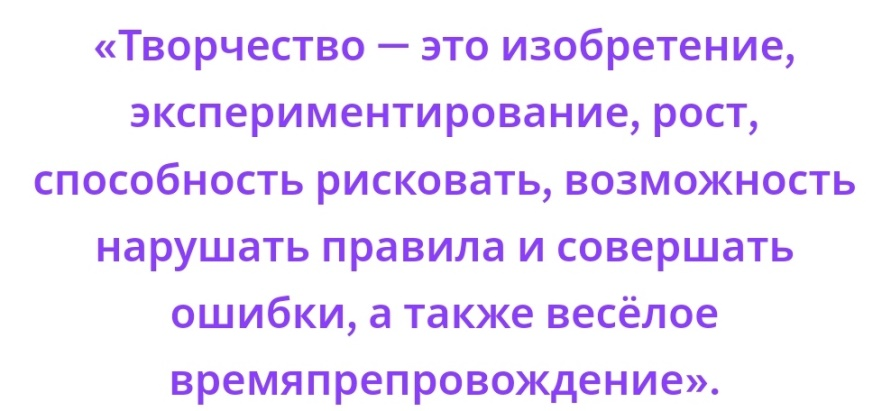 «Творчество — это изобретение,
экспериментирование, рост,
способность рисковать, возможность
нарушать правила и совершать
ошибки, а также весёлое
времяпрепровождение».